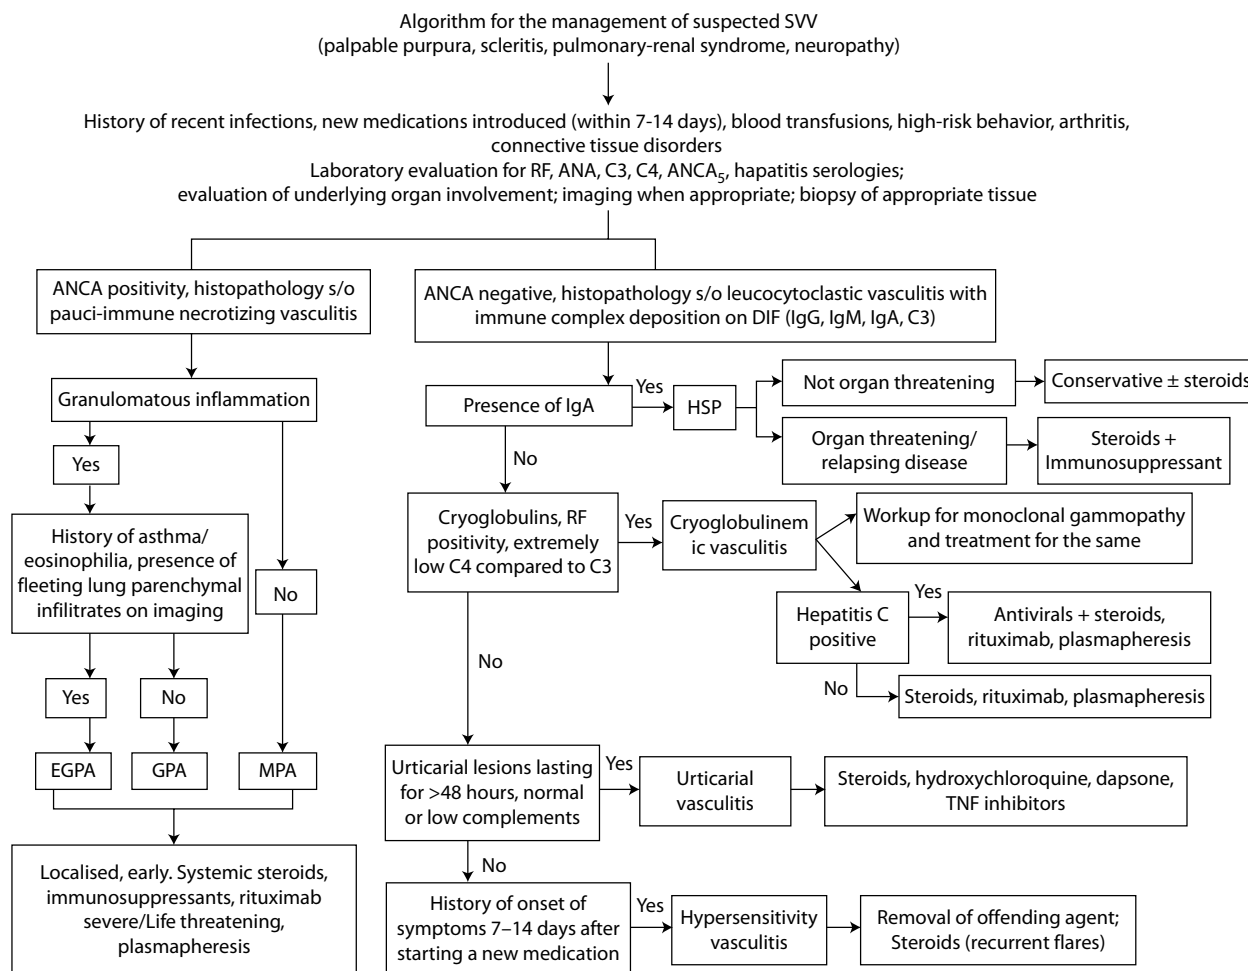 Algorithm for the management of suspected SVV
(palpable purpura, scleritis, pulmonary-renal syndrome, neuropathy)
History of recent infections, new medications introduced (within 7-14 days), blood transfusions, high-risk behavior, arthritis,
connective tissue disorders
Laboratory evaluation for RF, ANA, C3, C4, ANCA5, hapatitis serologies;
evaluation of underlying organ involvement; imaging when appropriate; biopsy of appropriate tissue
ANCA positivity, histopathology s/o
pauci-immune necrotizing vasculitis
Granulomatous inflammation
Yes
History of asthma/
eosinophilia, presence of
fleeting lung parenchymal
infilitrates on imaging
No
Yes
No
EGPA
GPA
MPA
Localised, early. Systemic steroids,
immunosuppressants, rituximab
severe/Life threatening,
plasmapheresis
ANCA negative, histopathology s/o leucocytoclastic vasculitis with
immune complex deposition on DIF (IgG, IgM, IgA, C3)
Presence of IgA
Yes
HSP
Not organ threatening
Conservative ± steroids
Organ threatening/
relapsing disease
Steroids +
Immunosuppressant
No
Cryoglobulins, RF
positivity, extremely
low C4 compared to C3
Yes
Cryoglobulinem
ic vasculitis
Workup for monoclonal gammopathy
and treatment for the same
Hepatitis C
positive
Yes
Antivirals + steroids,
rituximab, plasmapheresis
No
Steroids, rituximab, plasmapheresis
No
Urticarial lesions lasting
for >48 hours, normal
or low complements
Yes
Urticarial
vasculitis
Steroids, hydroxychloroquine, dapsone,
TNF inhibitors
No
History of onset of
symptoms 7–14 days after
starting a new medication
Yes
Hypersensitivity
vasculitis
Removal of offending agent;
Steroids (recurrent flares)